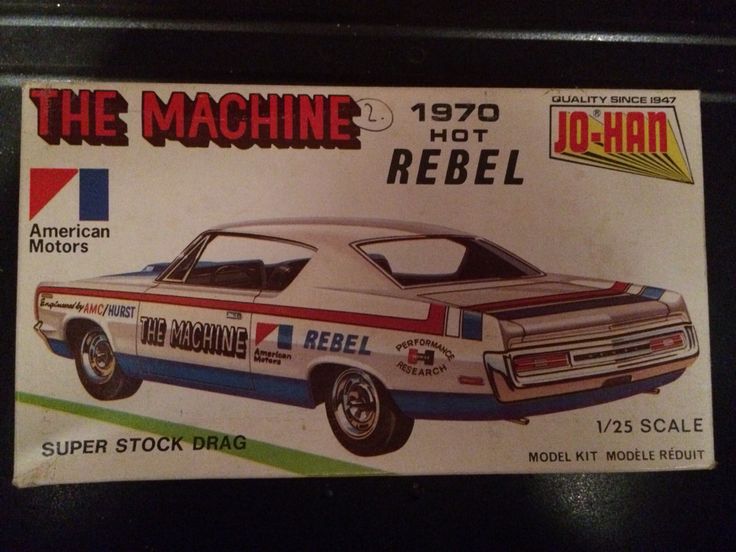 THE MACHINE
2.
1970
HOT
REBEL
QUALITY SINCE 1947
JO-HAN®
American
Motors
Engineered by AMC/HURST
THE MACHINE
American
Motors
REBEL
PERFORMANCE
RESEARCH
SUPER STOCK DRAG
1/25 SCALE
MODEL KIT MODÈLE RÉDUIT